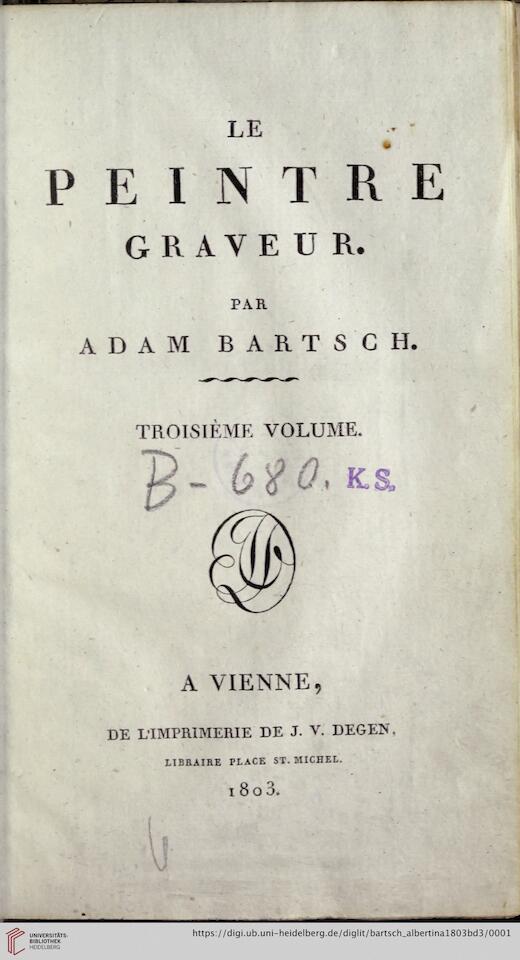 LE
PEINTRE
GRAVEUR.
PAR
ADAM BARTSCH.
TROISIÈME VOLUME.
B - 680. K.S.
A VIENNE,
DE L'IMPRIMERIE DE J. V. DEGEN,
LIBRAIRE PLACE ST. MICHEL.
1803.
UNIVERSITÄTS-
BIBLIOTHEK
HEIDELBERG
https://digi.ub.uni-heidelberg.de/diglit/bartsch_albertina1803bd3/0001